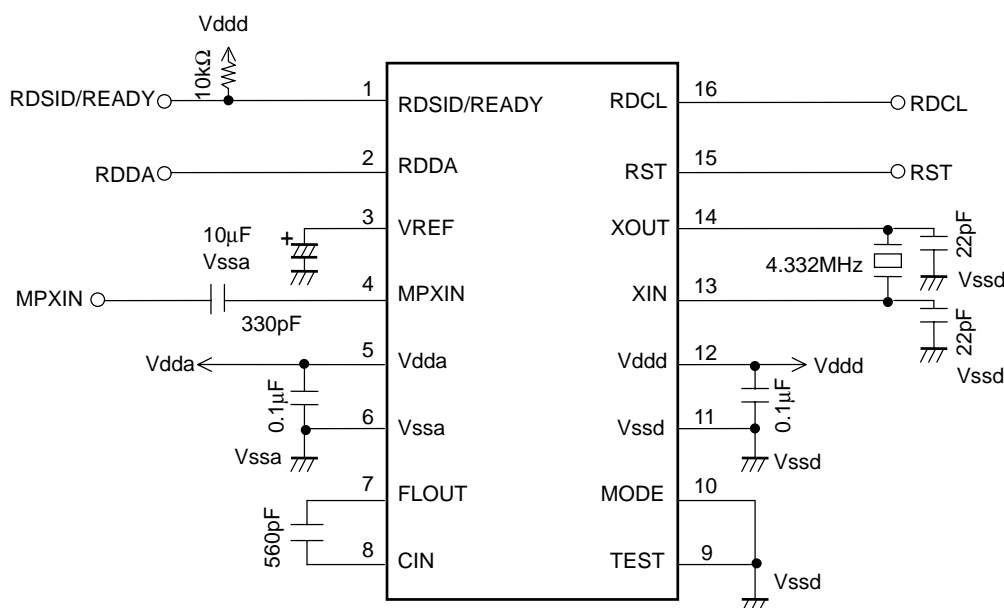 Vddd
10kΩ
RDSID/READY
1
RDSID/READY
RDCL
16
RDCL
RDDA
2
RDDA
RST
15
RST
3
VREF
XOUT
14
10µF
+
Vssa
22pF
4.332MHz
Vssd
MPXIN
330pF
4
MPXIN
XIN
13
22pF
Vssd
Vdda
5
Vdda
Vddd
12
Vddd
0.1µF
0.1µF
6
Vssa
Vssd
11
Vssa
Vssd
7
FLOUT
MODE
10
560pF
8
CIN
TEST
9
Vssd